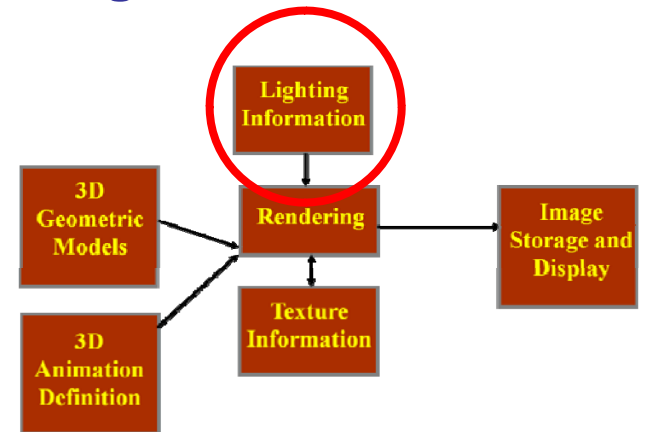 Lighting
Information
3D
Geometric
Models
Rendering
Image
Storage and
Display
Texture
Information
3D
Animation
Definition